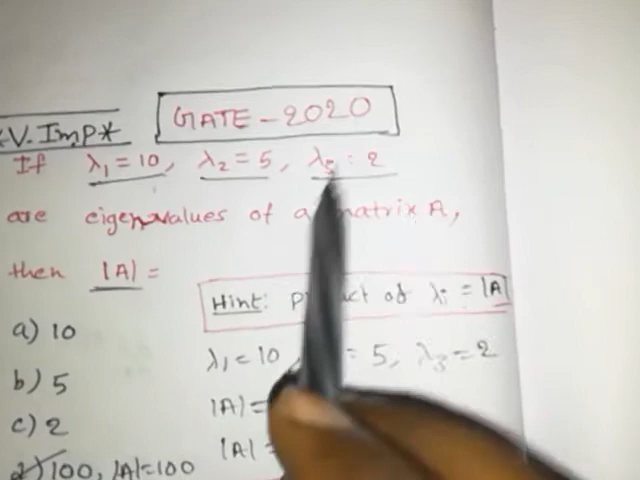 GATE-2020
*V.Imp*
If λ₁ = 10, λ₂ = 5, λ₃ : 2
are eigenvalues of a matrix A,
then |A| =
Hint: of λᵢ = |A|
a) 10
λ₁ = 10 = 5, λ₃ = 2
b) 5
|A| =
c) 2
|A| =
d) 100, |A|=100